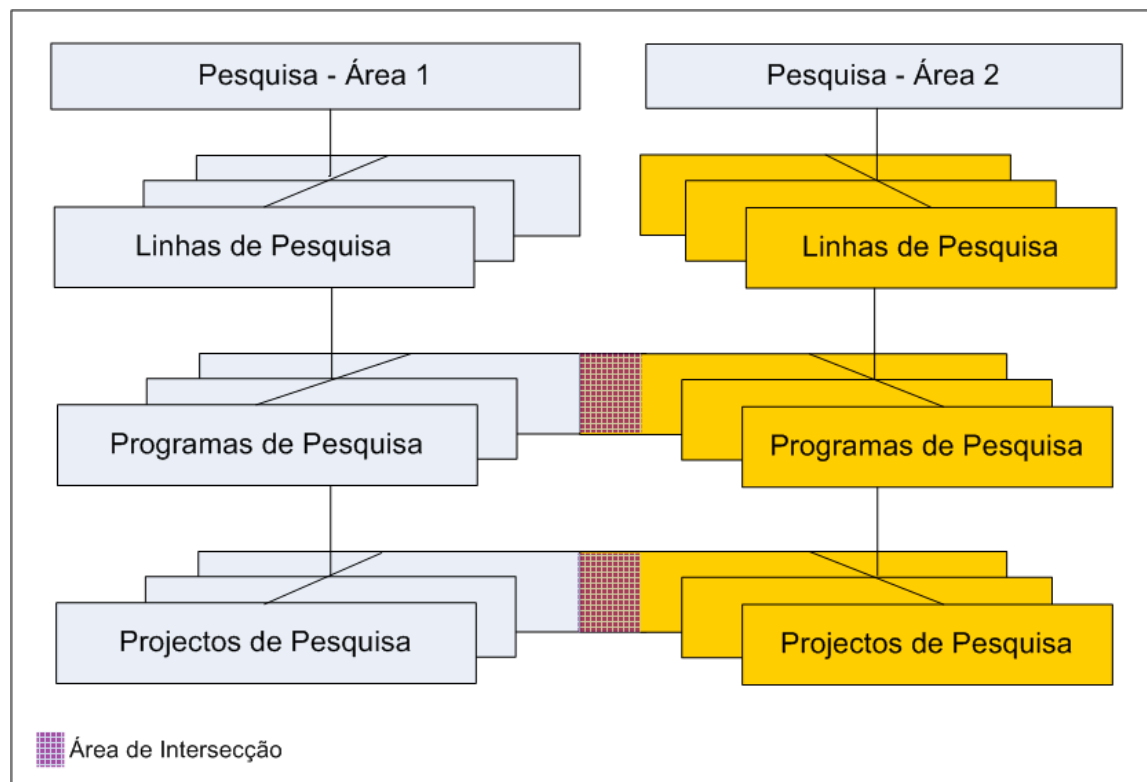 Pesquisa - Área 1
Pesquisa - Área 2
Linhas de Pesquisa
Linhas de Pesquisa
Programas de Pesquisa
Programas de Pesquisa
Projectos de Pesquisa
Projectos de Pesquisa
Área de Intersecção